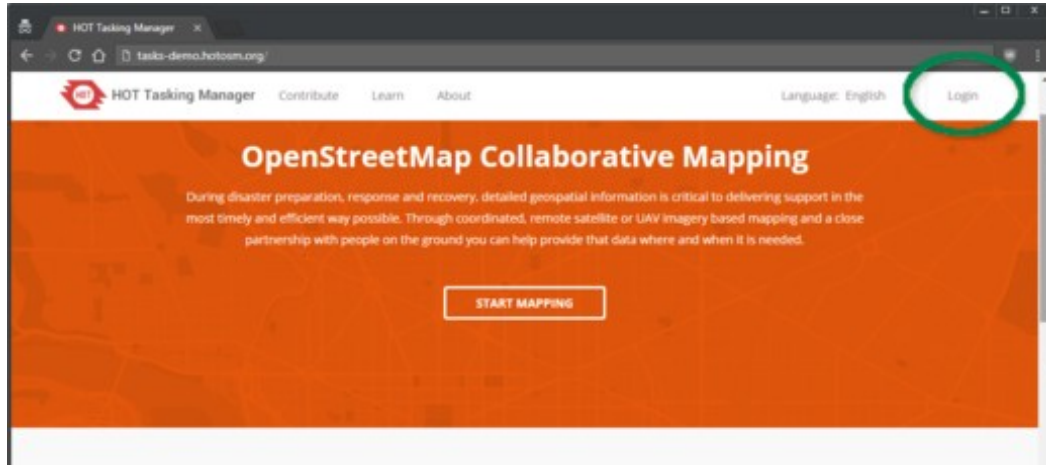 HOT Tasking Manager
tasks-demo.hotosm.org/
HOT
HOT Tasking Manager Contribute Learn About Language: English Login
OpenStreetMap Collaborative Mapping
During disaster preparation, response and recovery, detailed geospatial information is critical to delivering support in the
most timely and efficient way possible. Through coordinated, remote satellite or UAV imagery based mapping and a close
partnership with people on the ground you can help provide that data where and when it is needed.
START MAPPING